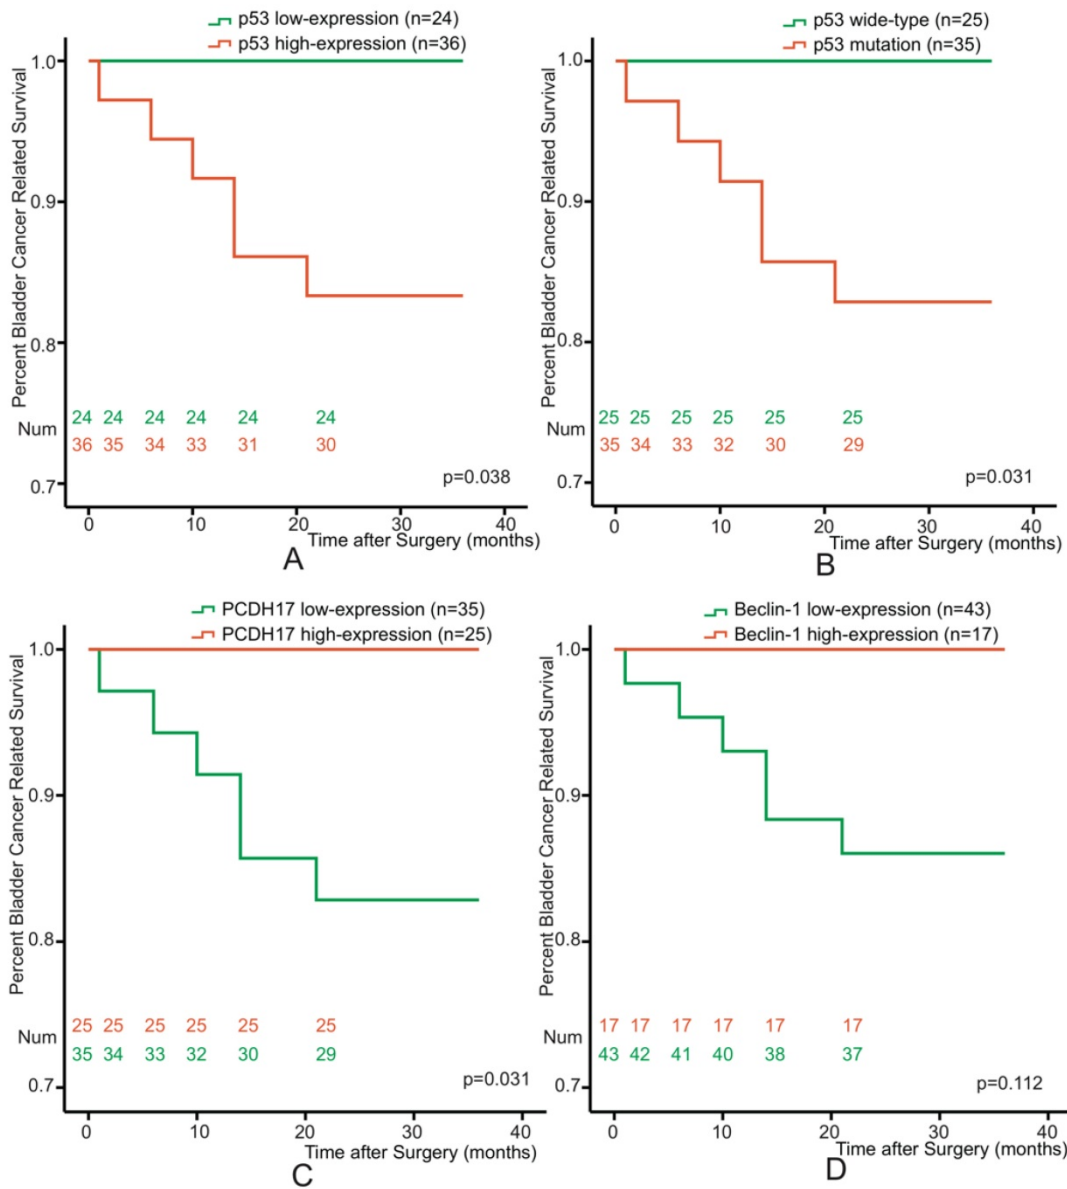 p53 low-expression (n=24)
p53 high-expression (n=36)
Percent Bladder Cancer Related Survival
1.0
0.9
0.8
0.7
24 24 24 24 24 24
Num
36 35 34 33 31 30
p=0.038
0 10 20 30 40
Time after Surgery (months)
A
p53 wide-type (n=25)
p53 mutation (n=35)
Percent Bladder Cancer Related Survival
1.0
0.9
0.8
0.7
25 25 25 25 25 25
Num
35 34 33 32 30 29
p=0.031
0 10 20 30 40
Time after Surgery (months)
B
PCDH17 low-expression (n=35)
PCDH17 high-expression (n=25)
Percent Bladder Cancer Related Survival
1.0
0.9
0.8
0.7
25 25 25 25 25 25
Num
35 34 33 32 30 29
p=0.031
0 10 20 30 40
Time after Surgery (months)
C
Beclin-1 low-expression (n=43)
Beclin-1 high-expression (n=17)
Percent Bladder Cancer Related Survival
1.0
0.9
0.8
0.7
17 17 17 17 17 17
Num
43 42 41 40 38 37
p=0.112
0 10 20 30 40
Time after Surgery (months)
D